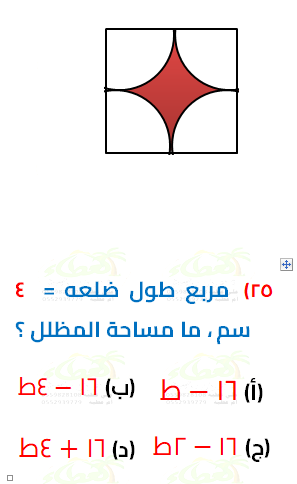 ٢٥) مربع طول ضلعه = ٤
سم ، ما مساحة المظلل ؟
(أ) ١٦ – ط (ب) ١٦ – ٤ط
(ج) ١٦ – ٢ط (د) ١٦ + ٤ط